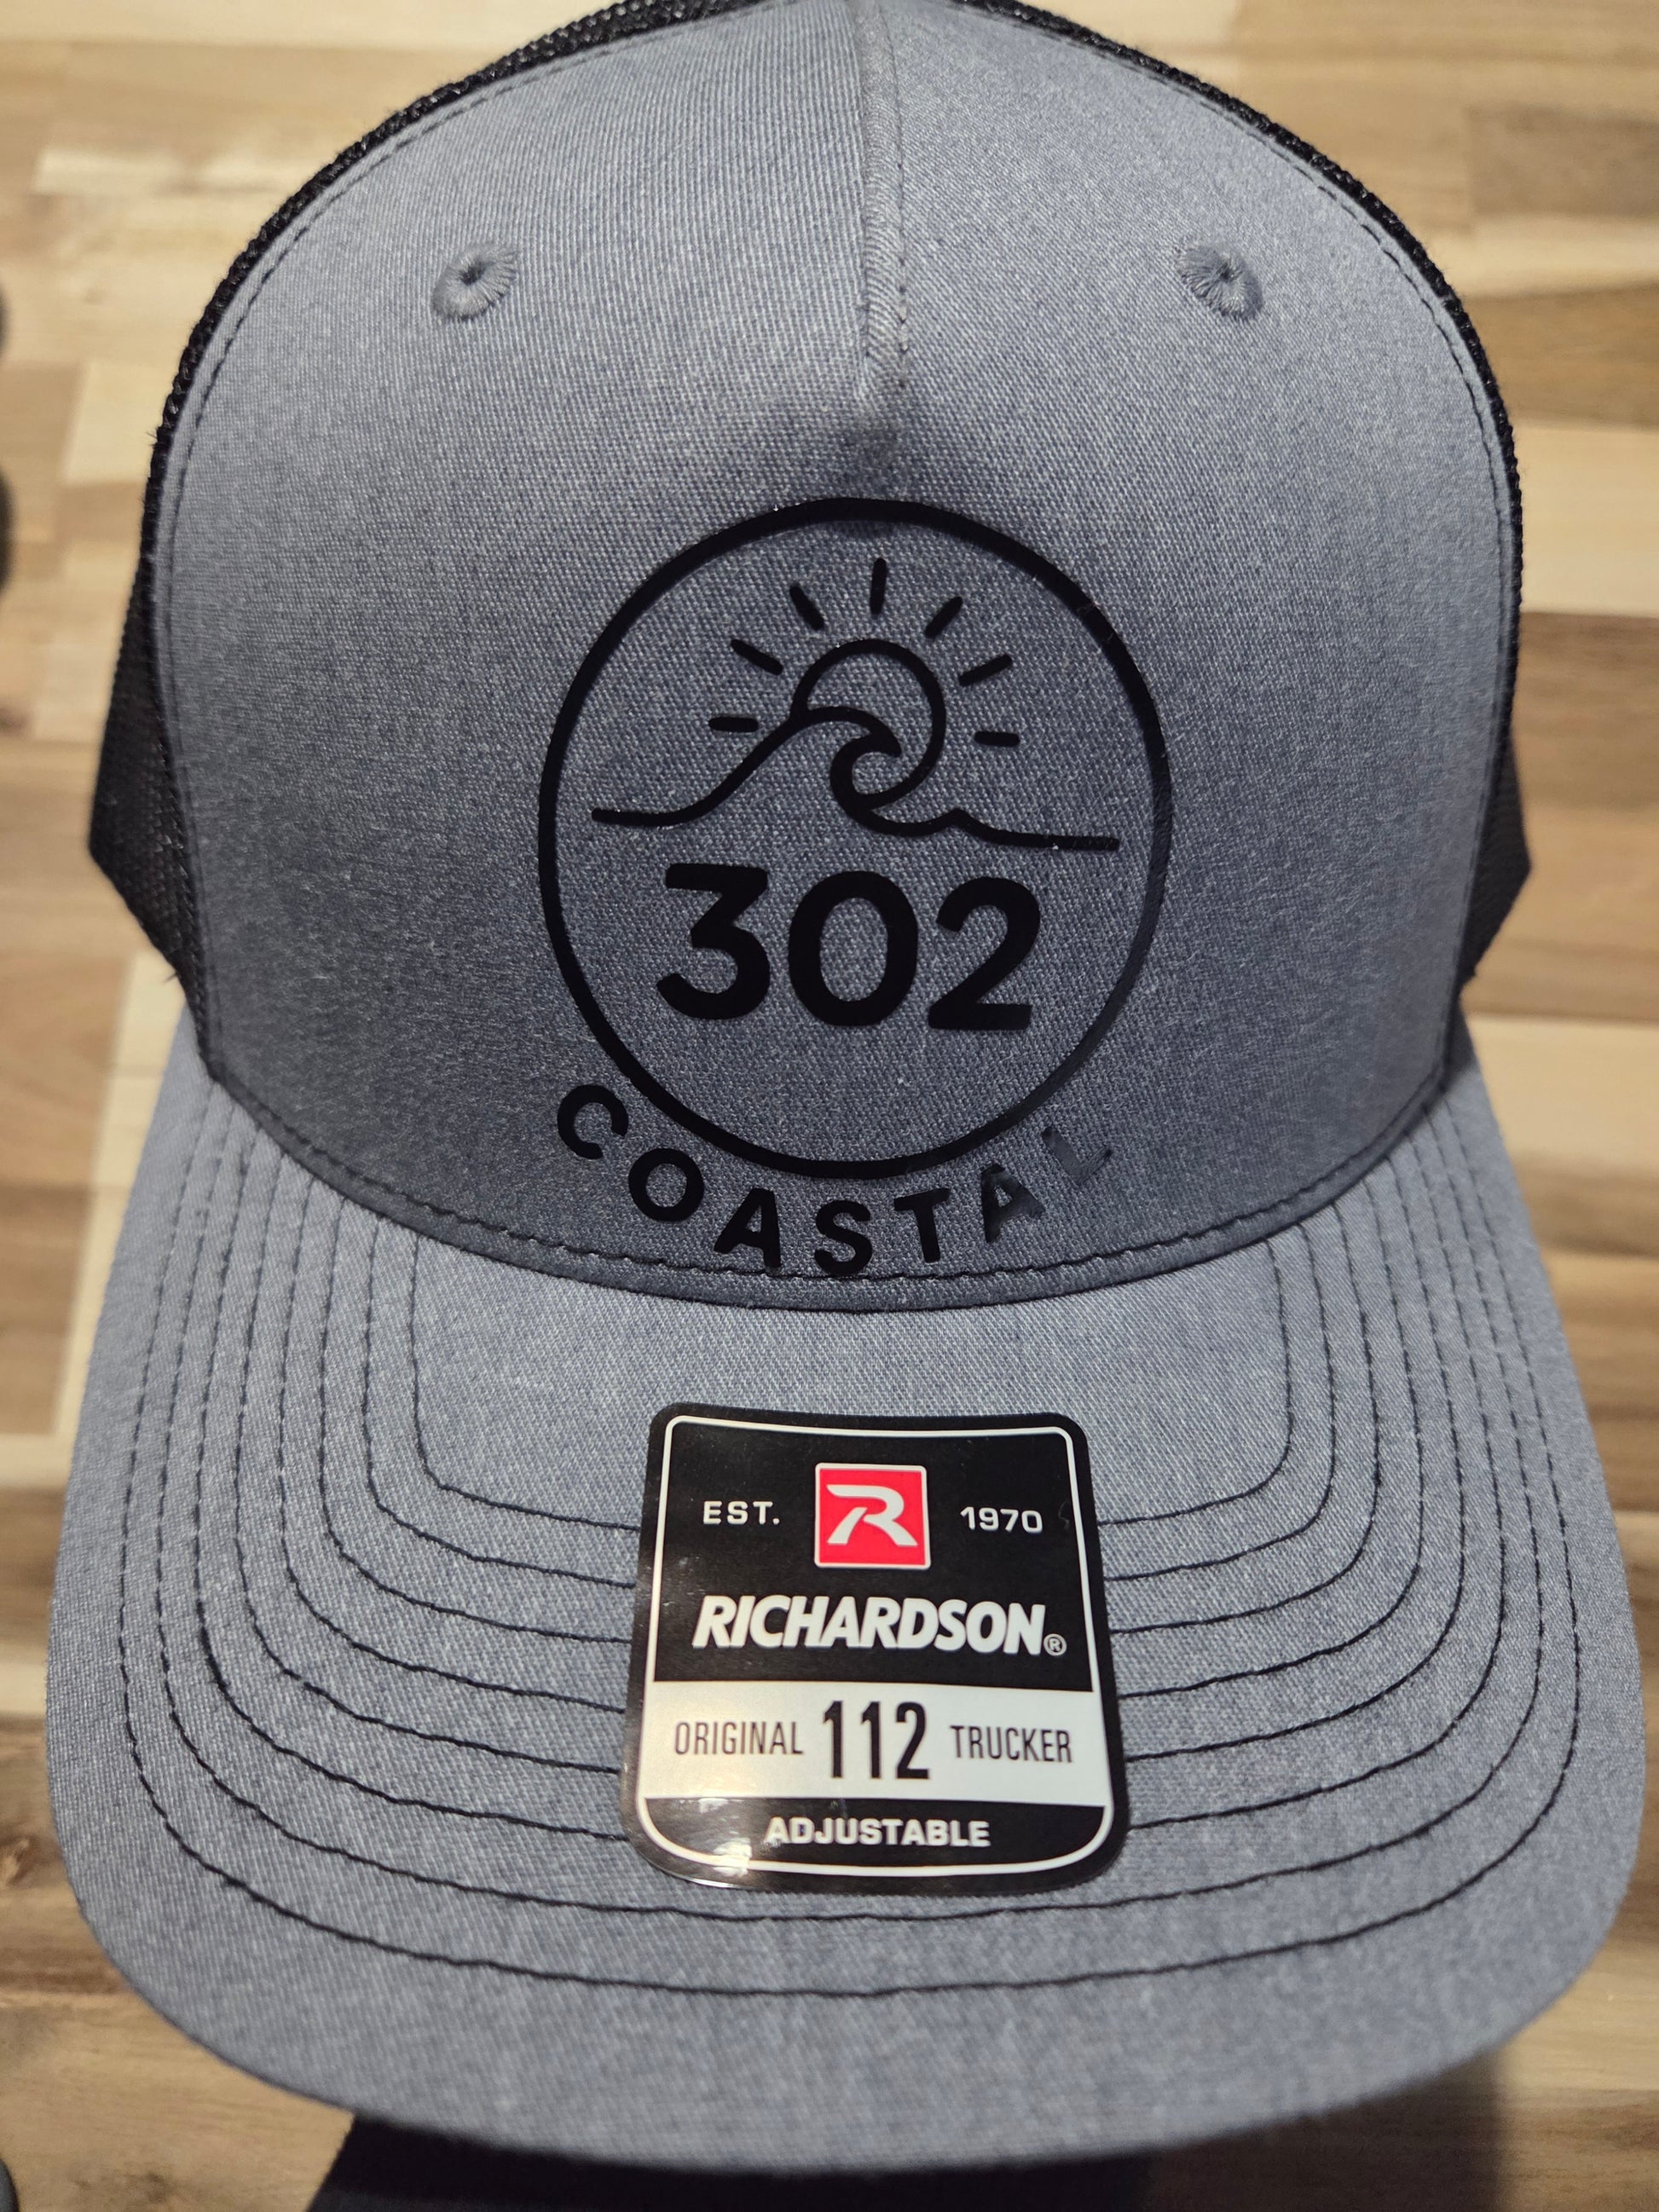 302
COASTAL
EST. R 1970
RICHARDSON®
ORIGINAL 112 TRUCKER
ADJUSTABLE